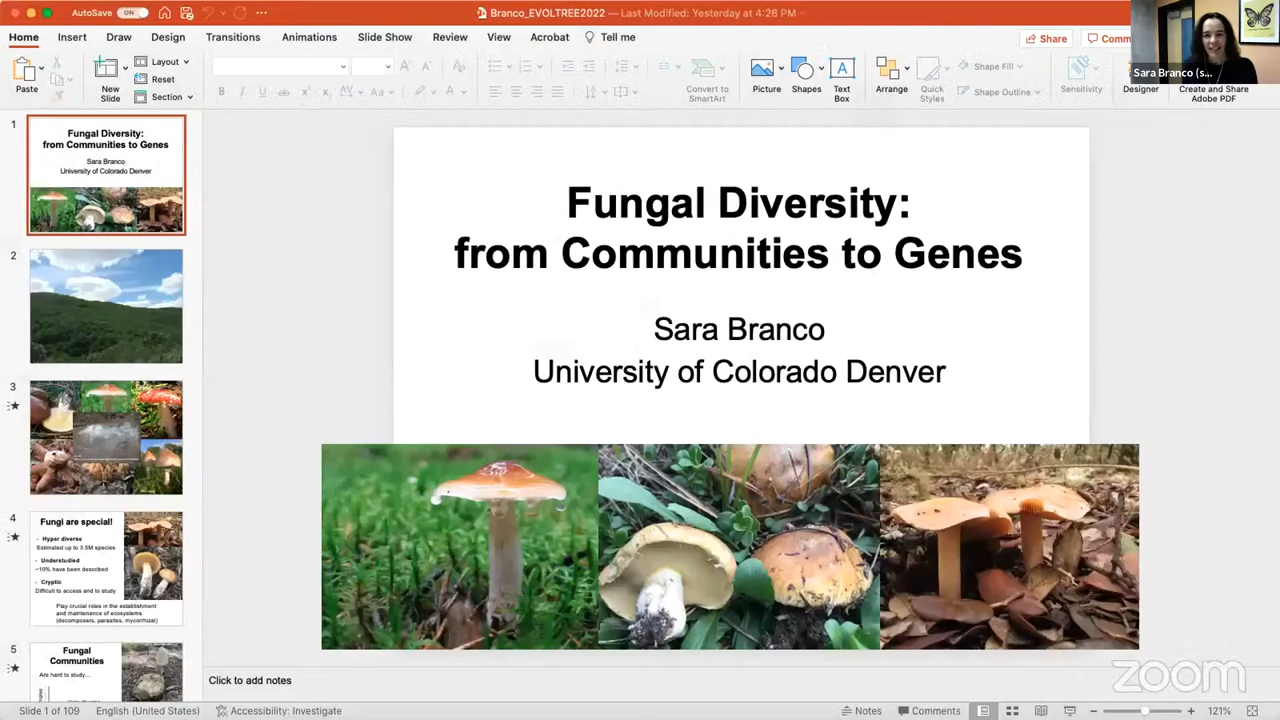 AutoSave ON
Branco_EVOLTREE2022 — Last Modified: Yesterday at 4:26 PM
Home Insert Draw Design Transitions Animations Slide Show Review View Acrobat Tell me
Share Comm
Paste
New Slide
Layout
Reset
Section
Convert to SmartArt
Picture
Shapes
Text Box
Arrange
Quick Styles
Shape Fill
Shape Outline
Sensitivity
Designer
Create and Share Adobe PDF
Sara Branco (s...
1
Fungal Diversity:
from Communities to Genes
Sara Branco
University of Colorado Denver
2
3
4
Fungi are special!
- Hyper diverse
Estimated up to 3.5M species
- Understudied
~10% have been described
- Cryptic
Difficult to access and to study
Play crucial roles in the establishment
and maintenance of ecosystems
(decomposers, parasites, mycorrhizal)
5
Fungal
Communities
Are hard to study...
Fungal Diversity:
from Communities to Genes
Sara Branco
University of Colorado Denver
zoom
Click to add notes
Slide 1 of 109 English (United States) Accessibility: Investigate Notes Comments 121%